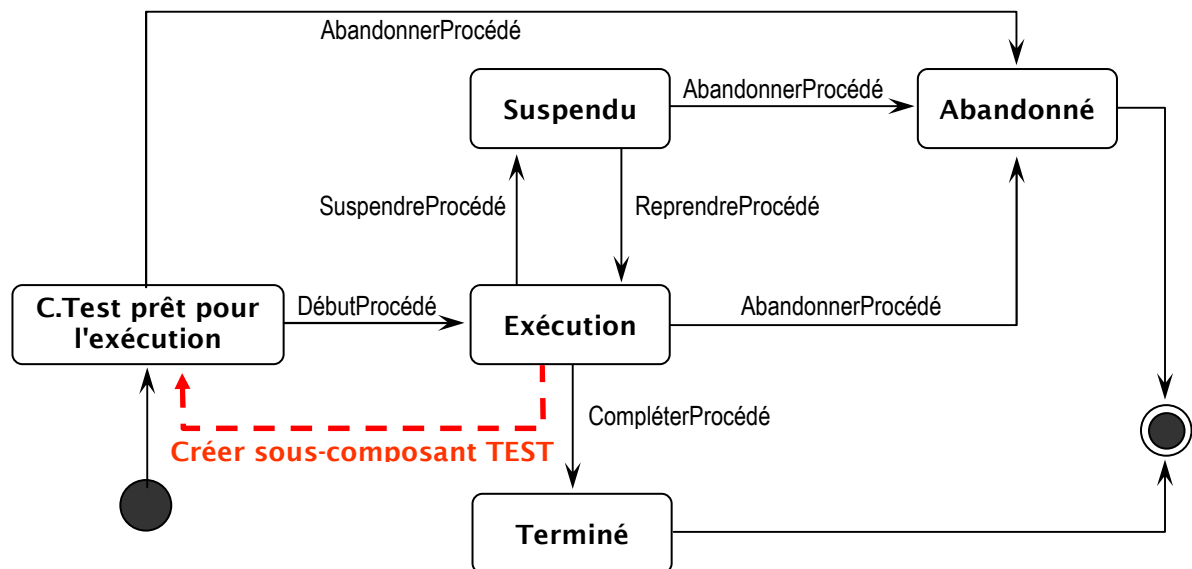 AbandonnerProcédé
Suspendu
AbandonnerProcédé
Abandonné
SuspendreProcédé
ReprendreProcédé
C.Test prêt pour
l'exécution
DébutProcédé
Exécution
AbandonnerProcédé
CompléterProcédé
Créer sous-composant TEST
Terminé